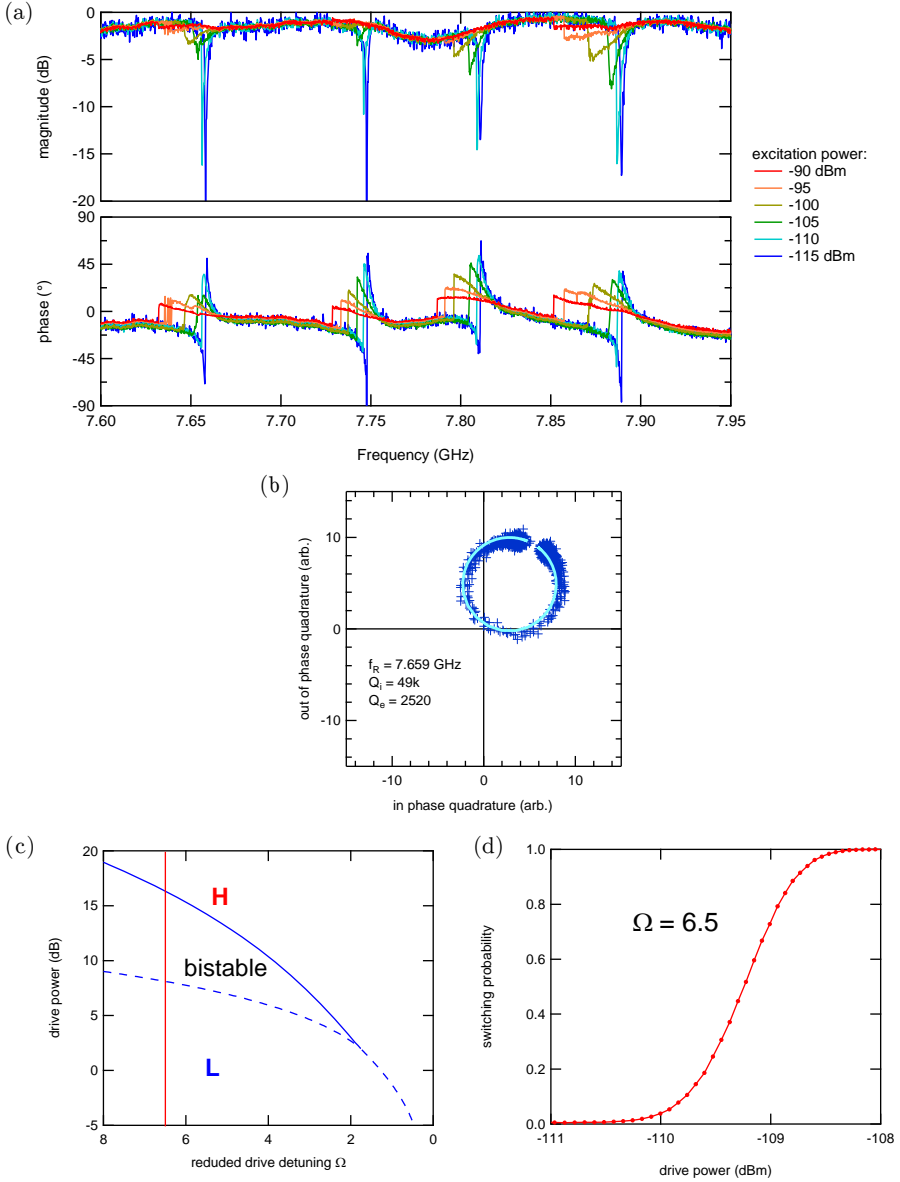 (a)
0
-5
-10
-15
-20
magnitude (dB)
90
45
0
-45
-90
phase (°)
7.60
7.65
7.70
7.75
7.80
7.85
7.90
7.95
Frequency (GHz)
excitation power:
-90 dBm
-95
-100
-105
-110
-115 dBm
(b)
10
0
-10
out of phase quadrature (arb.)
f_R = 7.659 GHz
Q_i = 49k
Q_e = 2520
-10
0
10
in phase quadrature (arb.)
(c)
20
15
10
5
0
-5
drive power (dB)
H
bistable
L
8
6
4
2
0
reduded drive detuning Ω
(d)
1.0
0.8
0.6
0.4
0.2
0.0
switching probability
Ω = 6.5
-111
-110
-109
-108
drive power (dBm)